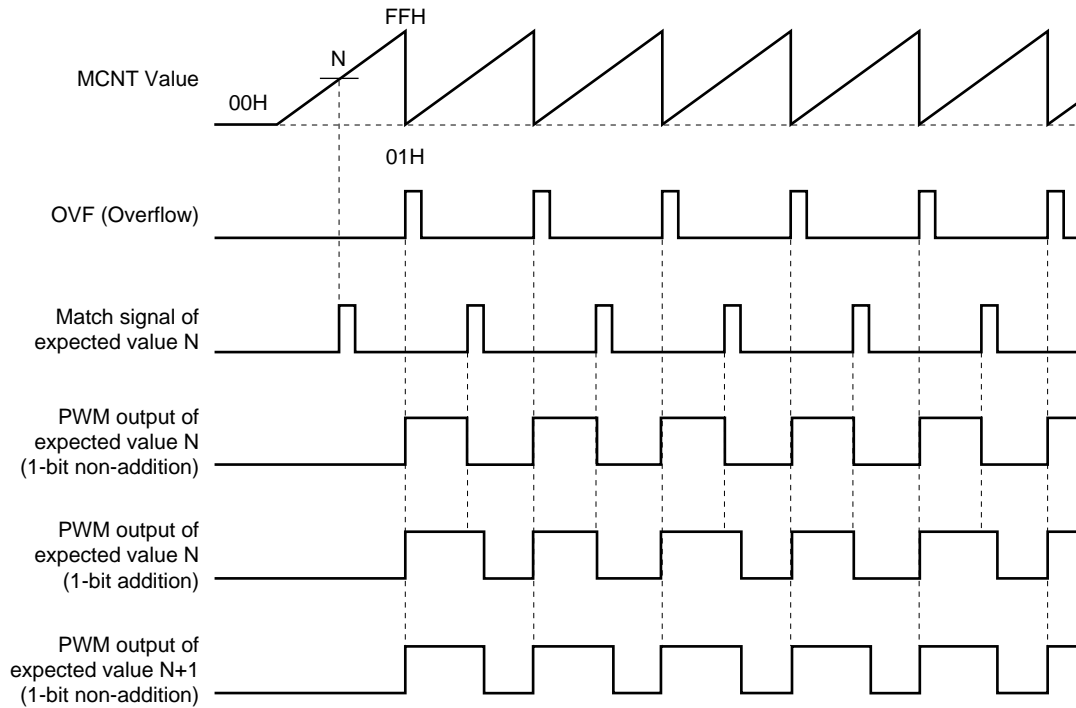 FFH
N
MCNT Value
00H
01H
OVF (Overflow)
Match signal of
expected value N
PWM output of
expected value N
(1-bit non-addition)
PWM output of
expected value N
(1-bit addition)
PWM output of
expected value N+1
(1-bit non-addition)